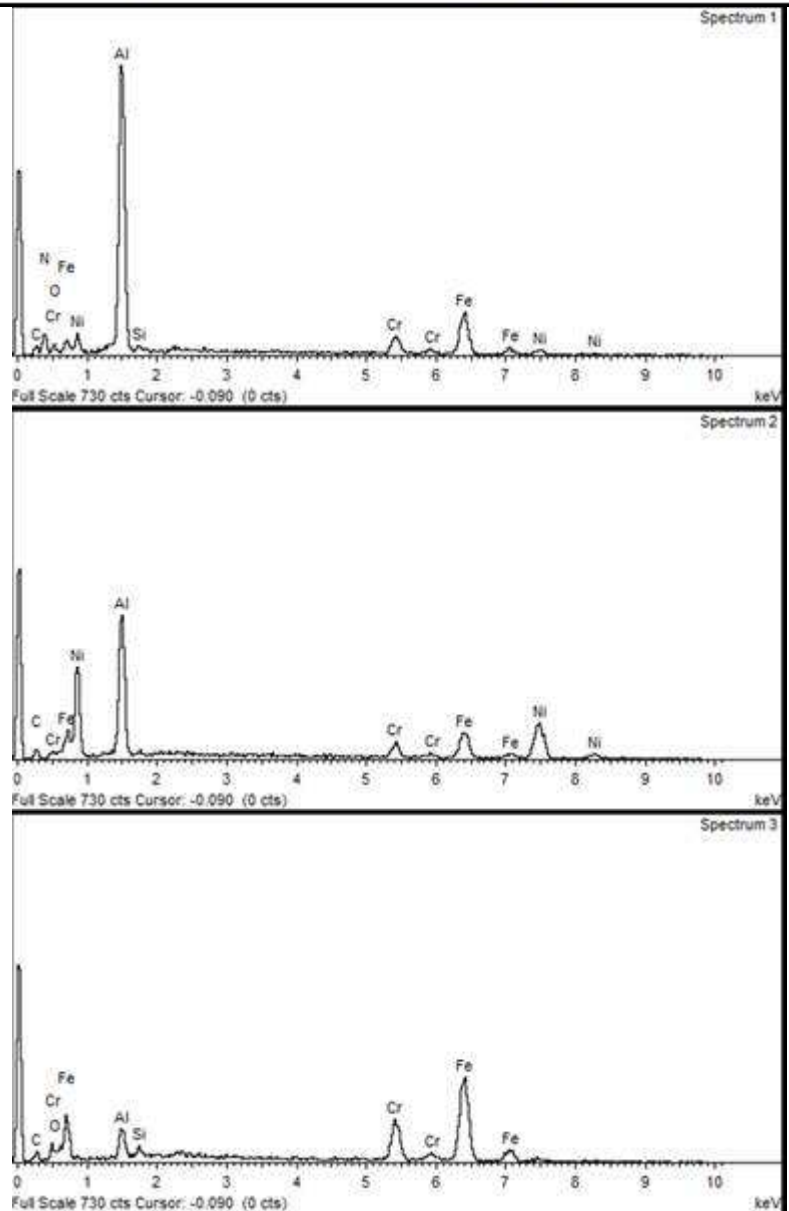 Spectrum 1
Al
N Fe
O
Cr
C Ni Si Cr Cr Fe Fe Ni Ni
0 1 2 3 4 5 6 7 8 9 10
Full Scale 730 cts Cursor: -0.090 (0 cts) keV
Spectrum 2
Al
Ni
C Fe
Cr Cr Cr Fe Fe Ni Ni
0 1 2 3 4 5 6 7 8 9 10
Full Scale 730 cts Cursor: -0.090 (0 cts) keV
Spectrum 3
Fe Fe
Cr
O Al Cr
C Si Cr Fe
0 1 2 3 4 5 6 7 8 9 10
Full Scale 730 cts Cursor: -0.090 (0 cts) keV